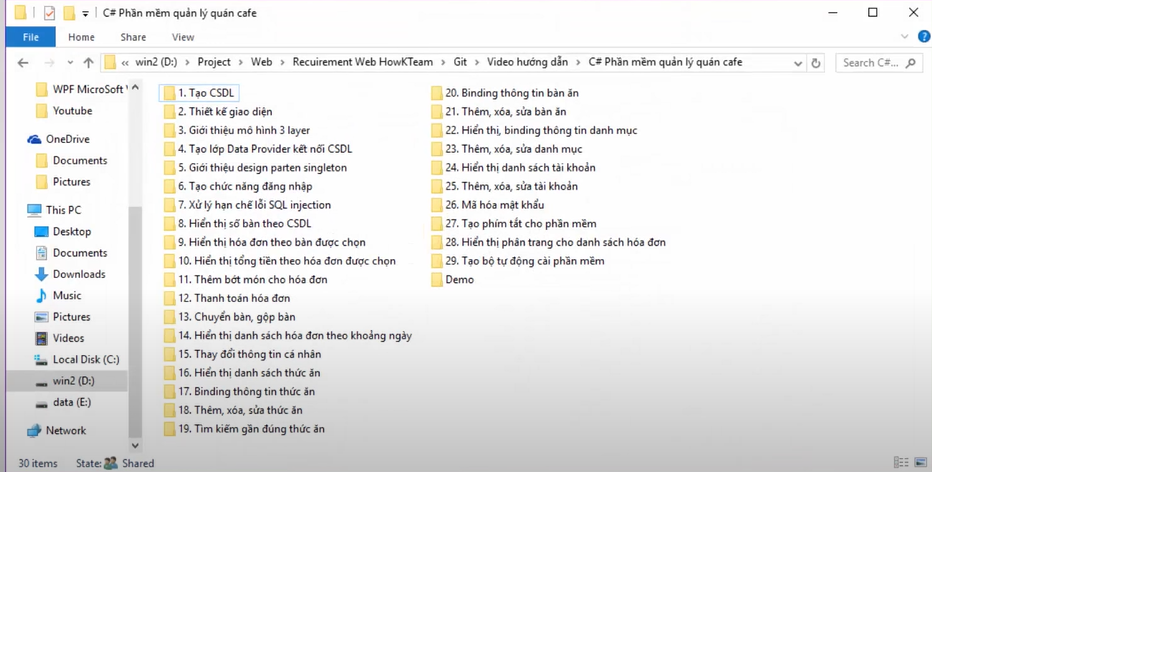 C# Phần mềm quản lý quán cafe
File Home Share View
« win2 (D:) › Project › Web › Recuirement Web HowKTeam › Git › Video hướng dẫn › C# Phần mềm quản lý quán cafe
Search C#...
WPF MicroSoft
Youtube
OneDrive
Documents
Pictures
This PC
Desktop
Documents
Downloads
Music
Pictures
Videos
Local Disk (C:)
win2 (D:)
data (E:)
Network
1. Tạo CSDL
2. Thiết kế giao diện
3. Giới thiệu mô hình 3 layer
4. Tạo lớp Data Provider kết nối CSDL
5. Giới thiệu design parten singleton
6. Tạo chức năng đăng nhập
7. Xử lý hạn chế lỗi SQL injection
8. Hiển thị số bàn theo CSDL
9. Hiển thị hóa đơn theo bàn được chọn
10. Hiển thị tổng tiền theo hóa đơn được chọn
11. Thêm bớt món cho hóa đơn
12. Thanh toán hóa đơn
13. Chuyển bàn, gộp bàn
14. Hiển thị danh sách hóa đơn theo khoảng ngày
15. Thay đổi thông tin cá nhân
16. Hiển thị danh sách thức ăn
17. Binding thông tin thức ăn
18. Thêm, xóa, sửa thức ăn
19. Tìm kiếm gần đúng thức ăn
20. Binding thông tin bàn ăn
21. Thêm, xóa, sửa bàn ăn
22. Hiển thị, binding thông tin danh mục
23. Thêm, xóa, sửa danh mục
24. Hiển thị danh sách tài khoản
25. Thêm, xóa, sửa tài khoản
26. Mã hóa mật khẩu
27. Tạo phím tắt cho phần mềm
28. Hiển thị phân trang cho danh sách hóa đơn
29. Tạo bộ tự động cài phần mềm
Demo
30 items State: Shared